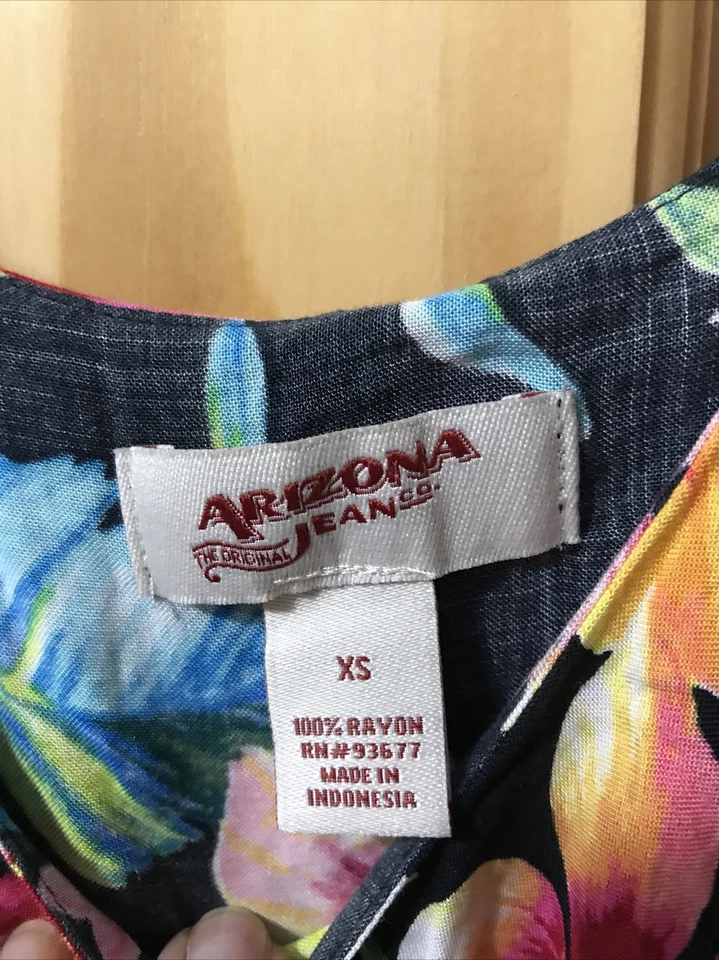 ARIZONA
JEAN CO.
THE ORIGINAL
XS
100% RAYON
RN#93677
MADE IN
INDONESIA